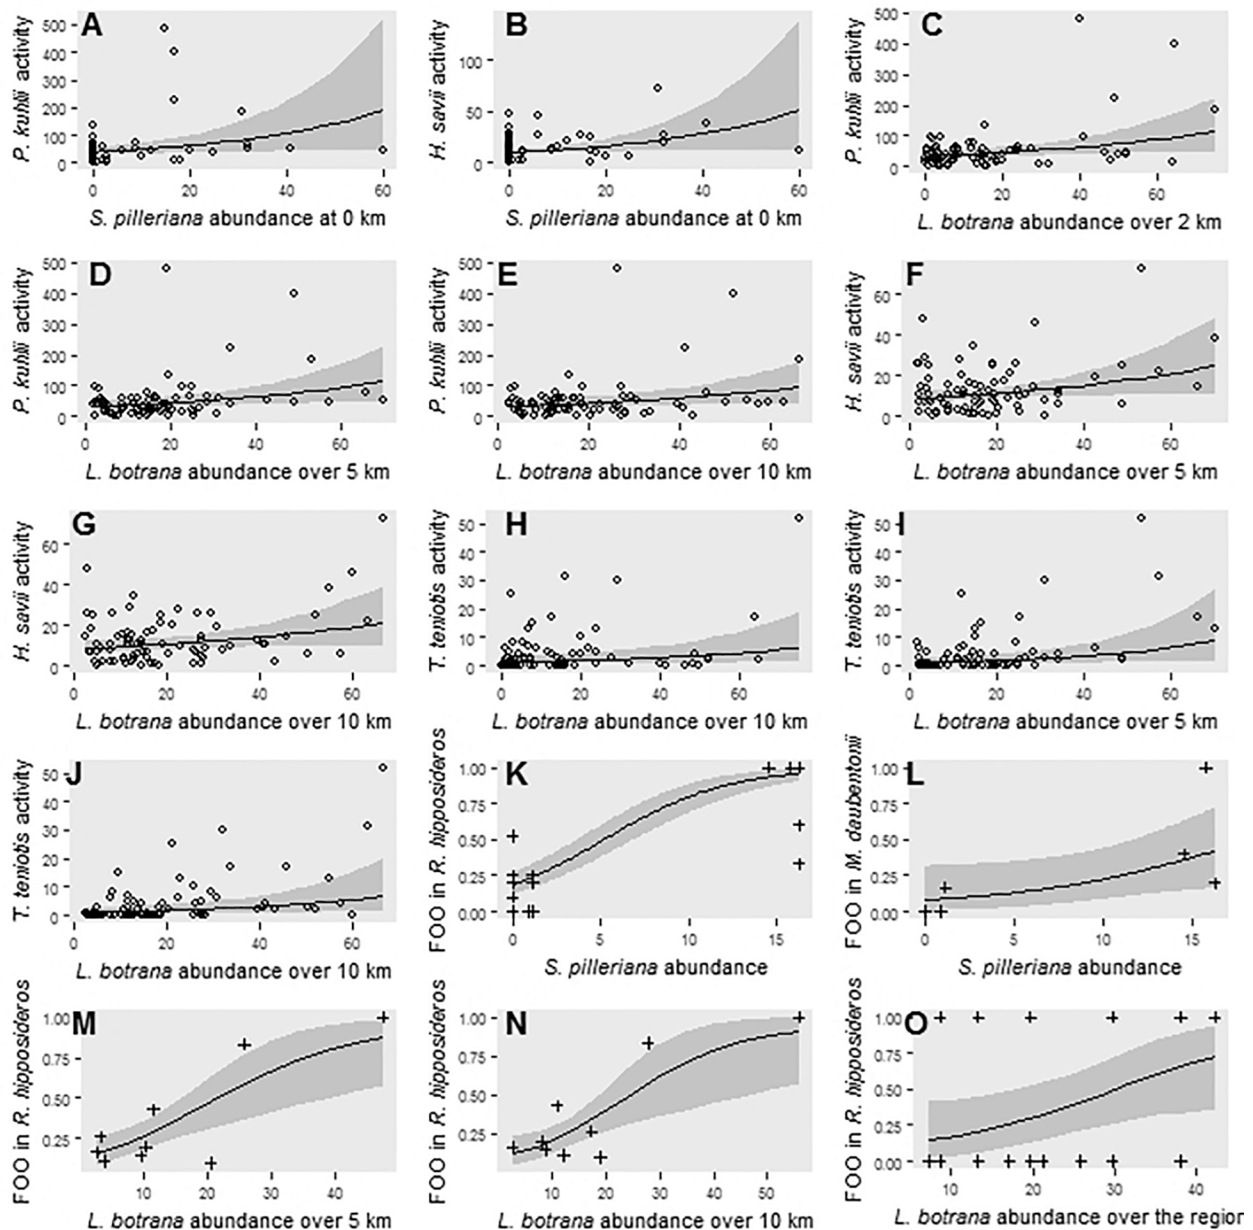 A
P. kuhlii activity
500
400
300
200
100
0
0 20 40 60
S. pilleriana abundance at 0 km
B
H. savii activity
100
50
0
0 20 40 60
S. pilleriana abundance at 0 km
C
P. kuhlii activity
500
400
300
200
100
0
0 20 40 60
L. botrana abundance over 2 km
D
P. kuhlii activity
500
400
300
200
100
0
0 20 40 60
L. botrana abundance over 5 km
E
P. kuhlii activity
500
400
300
200
100
0
0 20 40 60
L. botrana abundance over 10 km
F
H. savii activity
60
40
20
0
0 20 40 60
L. botrana abundance over 5 km
G
H. savii activity
60
40
20
0
0 20 40 60
L. botrana abundance over 10 km
H
T. teniobs activity
50
40
30
20
10
0
0 20 40 60
L. botrana abundance over 10 km
I
T. teniobs activity
50
40
30
20
10
0
0 20 40 60
L. botrana abundance over 5 km
J
T. teniobs activity
50
40
30
20
10
0
0 20 40 60
L. botrana abundance over 10 km
K
FOO in R. hipposideros
1.00
0.75
0.50
0.25
0.00
0 5 10 15
S. pilleriana abundance
L
FOO in M. daubentonii
1.00
0.75
0.50
0.25
0.00
0 5 10 15
S. pilleriana abundance
M
FOO in R. hipposideros
1.00
0.75
0.50
0.25
10 20 30 40
L. botrana abundance over 5 km
N
FOO in R. hipposideros
1.00
0.75
0.50
0.25
10 20 30 40 50
L. botrana abundance over 10 km
O
FOO in R. hipposideros
1.00
0.75
0.50
0.25
0.00
10 20 30 40
L. botrana abundance over the region